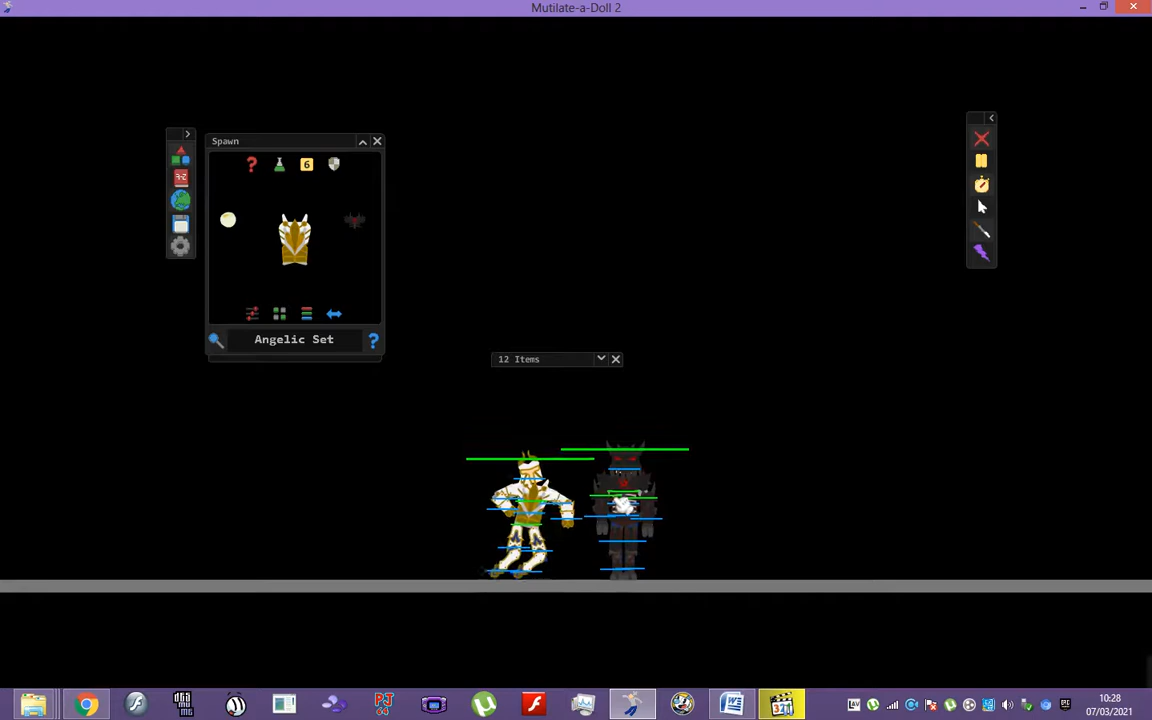 Mutilate-a-Doll 2
Spawn
6
Angelic Set
12 Items
10:28
07/03/2021